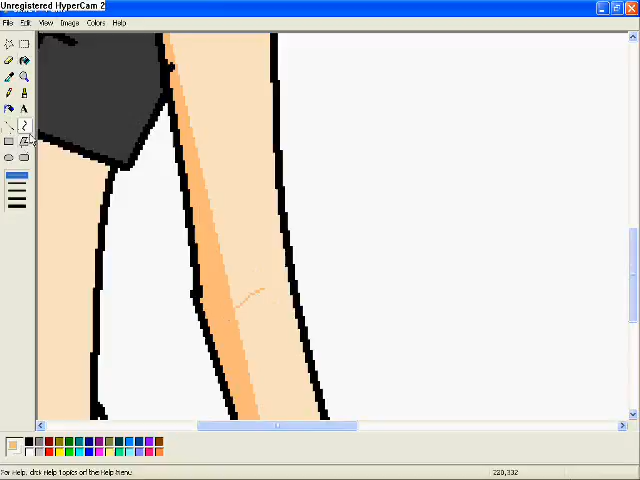 Unregistered HyperCam 2
File Edit View Image Colors Help
A
For Help, click Help Topics on the Help Menu.
220,332